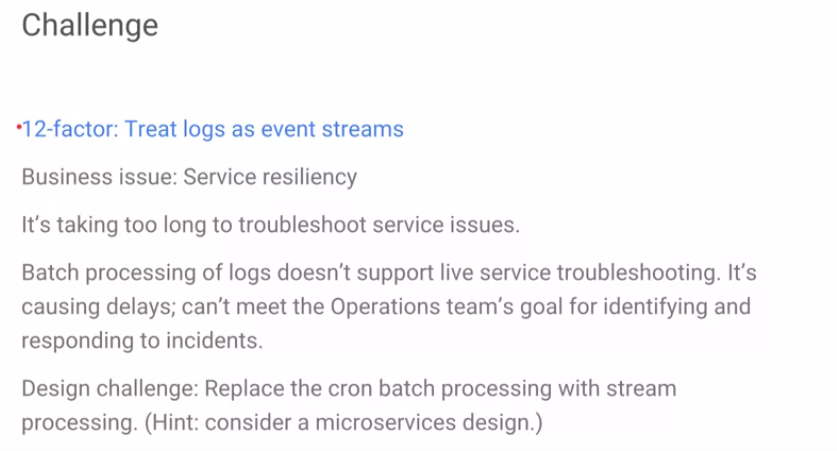 Challenge
•12-factor: Treat logs as event streams
Business issue: Service resiliency
It’s taking too long to troubleshoot service issues.
Batch processing of logs doesn’t support live service troubleshooting. It’s
causing delays; can’t meet the Operations team’s goal for identifying and
responding to incidents.
Design challenge: Replace the cron batch processing with stream
processing. (Hint: consider a microservices design.)